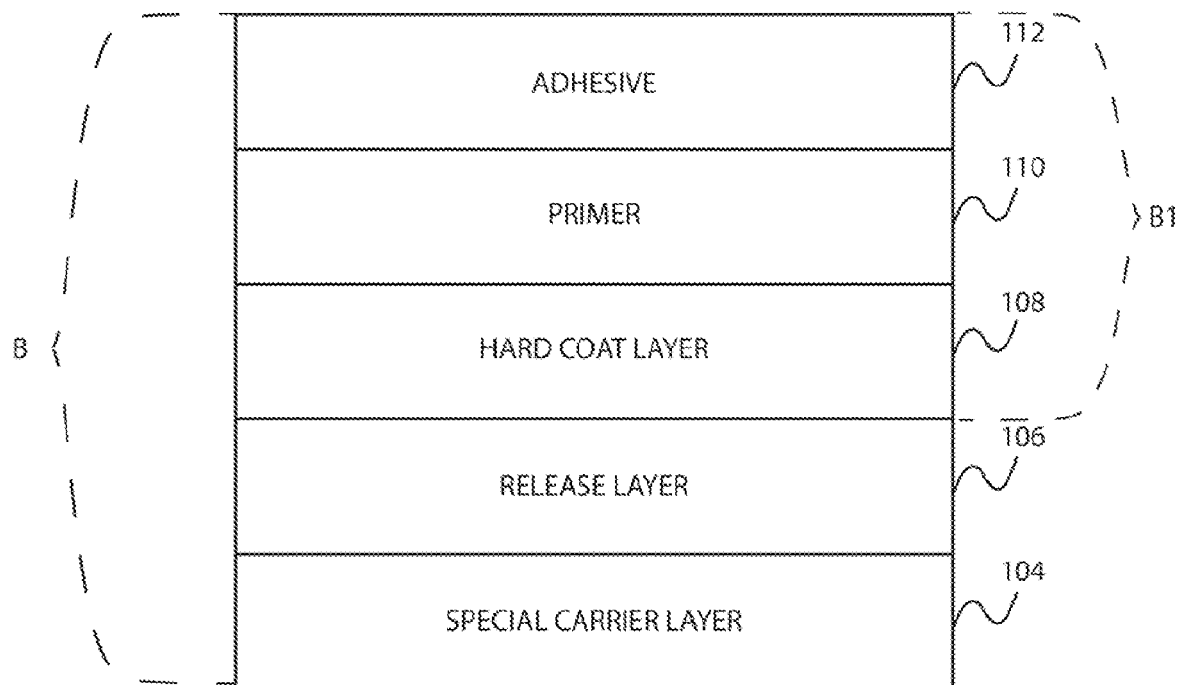 112
ADHESIVE
110
PRIMER
B1
108
B
HARD COAT LAYER
106
RELEASE LAYER
104
SPECIAL CARRIER LAYER